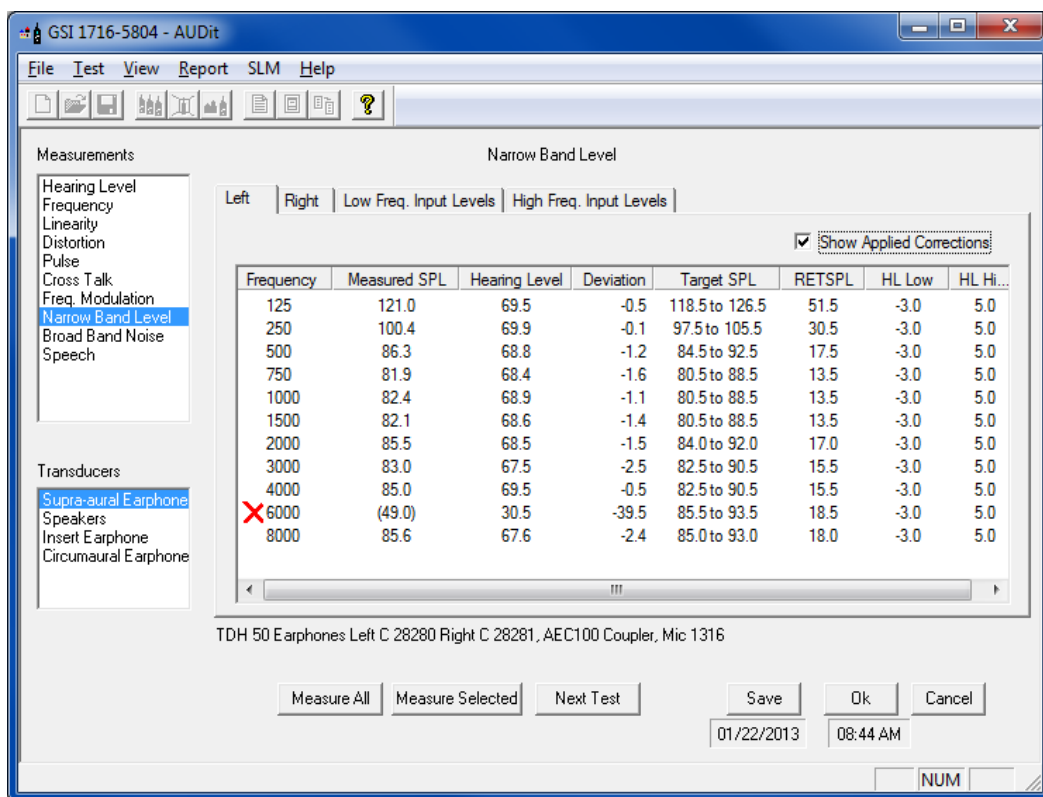 GSI 1716-5804 - AUDit
File Test View Report SLM Help
Measurements
Narrow Band Level
Hearing Level
Frequency
Linearity
Distortion
Pulse
Cross Talk
Freq. Modulation
Narrow Band Level
Broad Band Noise
Speech
Left Right Low Freq. Input Levels High Freq. Input Levels
Show Applied Corrections
Frequency Measured SPL Hearing Level Deviation Target SPL RETSPL HL Low HL Hi...
125 121.0 69.5 -0.5 118.5 to 126.5 51.5 -3.0 5.0
250 100.4 69.9 -0.1 97.5 to 105.5 30.5 -3.0 5.0
500 86.3 68.8 -1.2 84.5 to 92.5 17.5 -3.0 5.0
750 81.9 68.4 -1.6 80.5 to 88.5 13.5 -3.0 5.0
1000 82.4 68.9 -1.1 80.5 to 88.5 13.5 -3.0 5.0
1500 82.1 68.6 -1.4 80.5 to 88.5 13.5 -3.0 5.0
2000 85.5 68.5 -1.5 84.0 to 92.0 17.0 -3.0 5.0
3000 83.0 67.5 -2.5 82.5 to 90.5 15.5 -3.0 5.0
4000 85.0 69.5 -0.5 82.5 to 90.5 15.5 -3.0 5.0
6000 (49.0) 30.5 -39.5 85.5 to 93.5 18.5 -3.0 5.0
8000 85.6 67.6 -2.4 85.0 to 93.0 18.0 -3.0 5.0
Transducers
Supra-aural Earphone
Speakers
Insert Earphone
Circumaural Earphone
TDH 50 Earphones Left C 28280 Right C 28281, AEC100 Coupler, Mic 1316
Measure All Measure Selected Next Test Save Ok Cancel
01/22/2013 08:44 AM
NUM